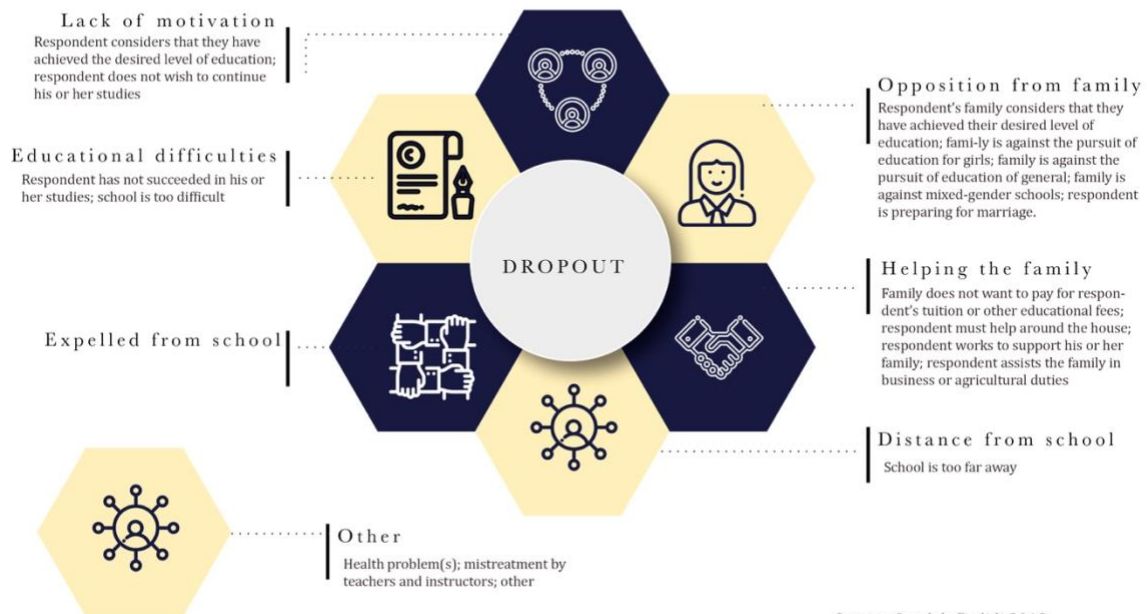 Lack of motivation
Respondent considers that they have
achieved the desired level of education;
respondent does not wish to continue
his or her studies
Educational difficulties
Respondent has not succeeded in his or
her studies; school is too difficult
Expelled from school
DROPOUT
Opposition from family
Respondent's family considers that they
have achieved their desired level of
education; fami-ly is against the pursuit of
education for girls; family is against the
pursuit of education of general; family is
against mixed-gender schools; respondent
is preparing for marriage.
Helping the family
Family does not want to pay for respon-
dent's tuition or other educational fees;
respondent must help around the house;
respondent works to support his or her
family; respondent assists the family in
business or agricultural duties
Distance from school
School is too far away
Other
Health problem(s); mistreatment by
teachers and instructors; other